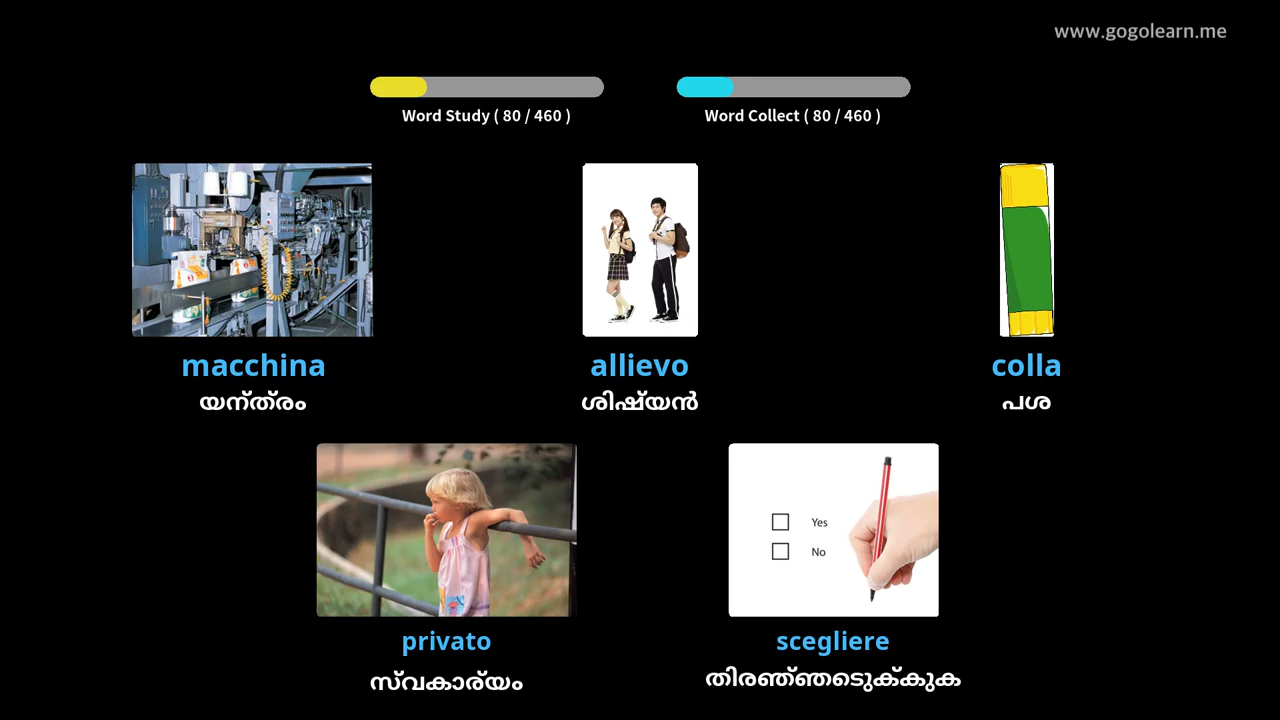 www.gogolearn.me
Word Study ( 80 / 460 )
Word Collect ( 80 / 460 )
macchina
യന്ത്രം
allievo
ശിഷ്യൻ
colla
പശ
Yes
No
privato
സ്വകാര്യം
scegliere
തിരഞ്ഞെടുക്കുക